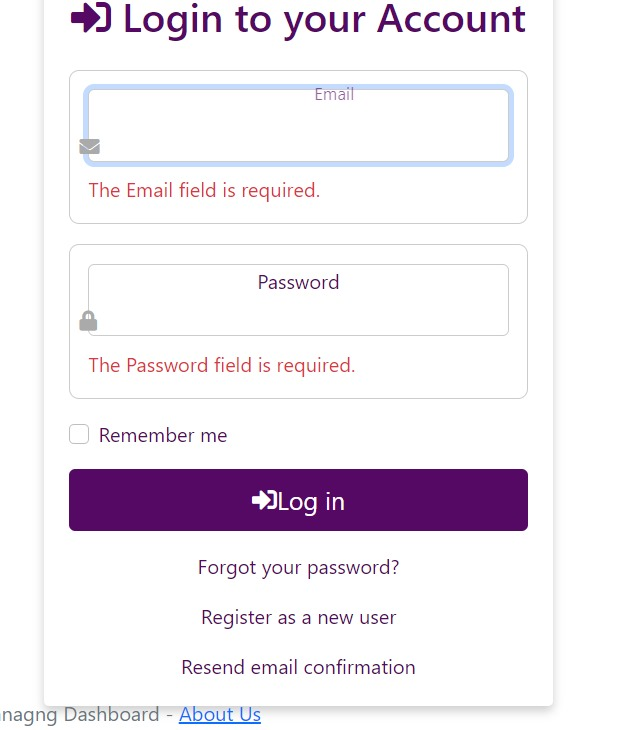 Login to your Account
Email
The Email field is required.
Password
The Password field is required.
Remember me
Log in
Forgot your password?
Register as a new user
Resend email confirmation
Dashboard - About Us